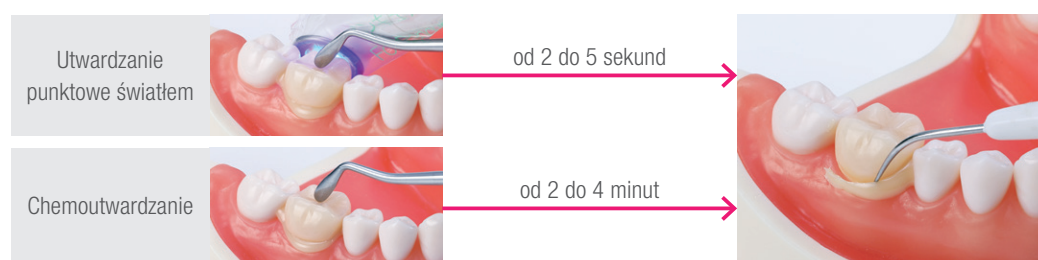 Utwardzanie
punktowe światłem
od 2 do 5 sekund
Chemoutwardzanie
od 2 do 4 minut